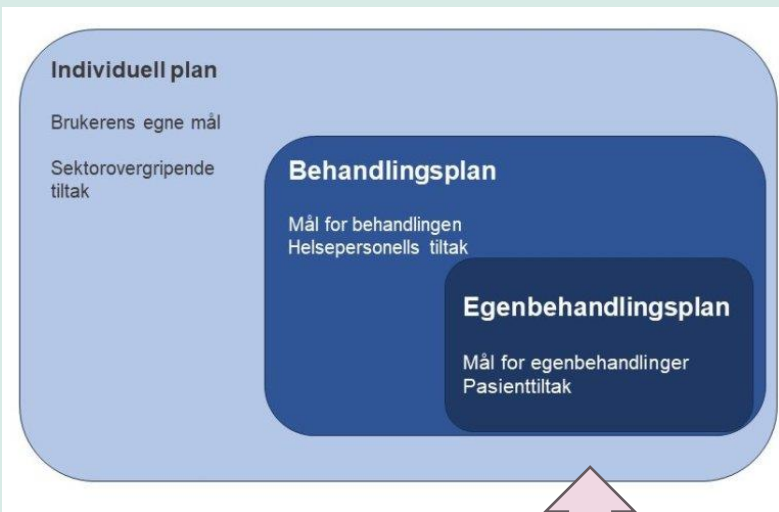 Individuell plan
Brukerens egne mål
Sektorovergripende
tiltak
Behandlingsplan
Mål for behandlingen
Helsepersonells tiltak
Egenbehandlingsplan
Mål for egenbehandlinger
Pasienttiltak